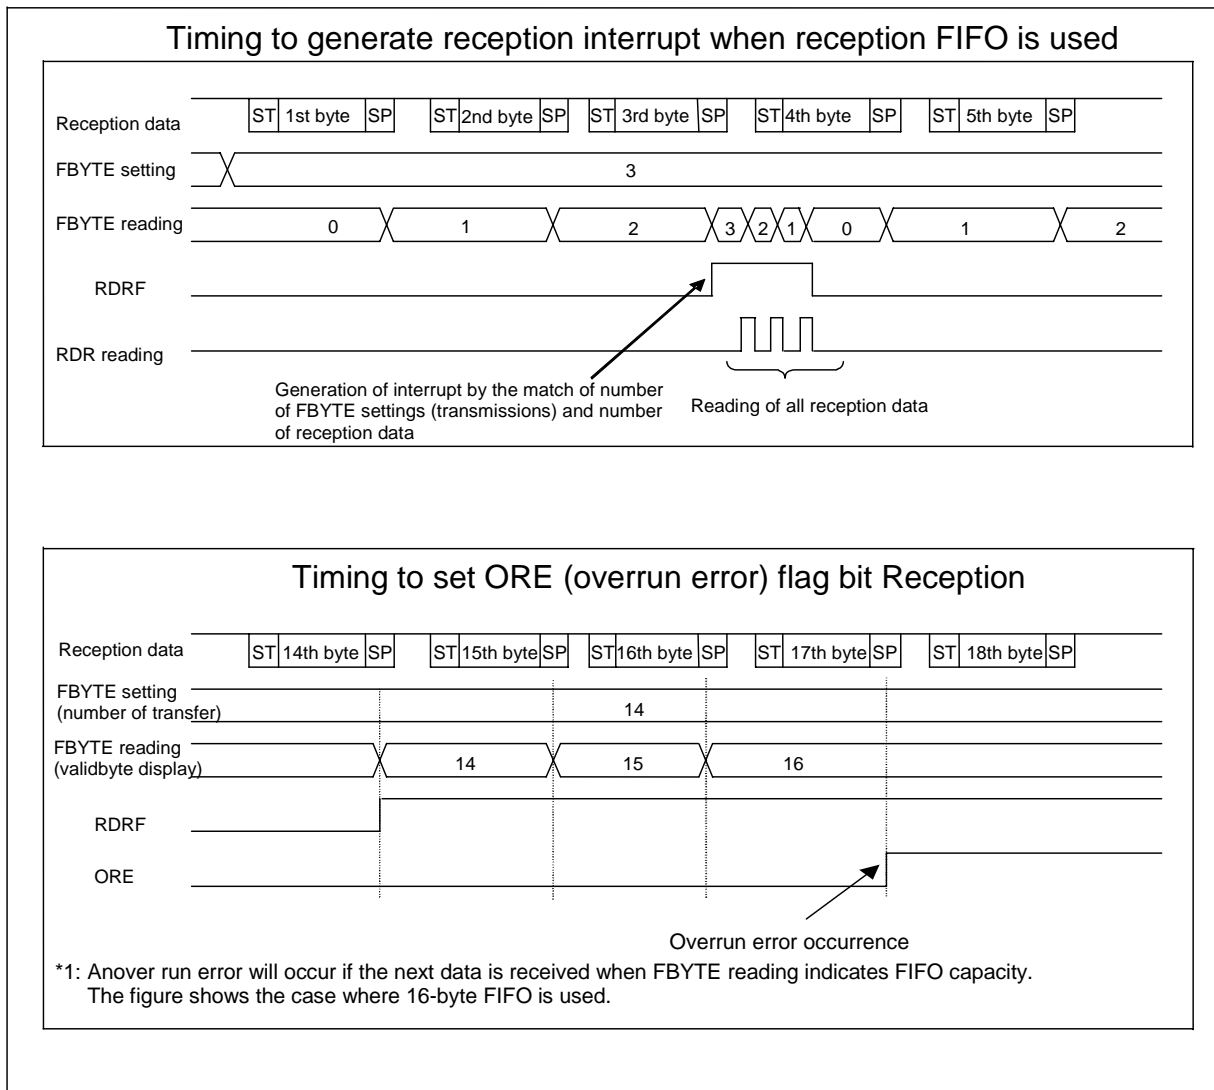 Timing to generate reception interrupt when reception FIFO is used
Reception data ST 1st byte SP ST 2nd byte SP ST 3rd byte SP ST 4th byte SP ST 5th byte SP
FBYTE setting 3
FBYTE reading 0 1 2 3 2 1 0 1 2
RDRF
RDR reading
Generation of interrupt by the match of number
of FBYTE settings (transmissions) and number
of reception data
Reading of all reception data
Timing to set ORE (overrun error) flag bit Reception
Reception data ST 14th byte SP ST 15th byte SP ST 16th byte SP ST 17th byte SP ST 18th byte SP
FBYTE setting
(number of transfer) 14
FBYTE reading
(validbyte display) 14 15 16
RDRF
ORE
Overrun error occurrence
*1: Anover run error will occur if the next data is received when FBYTE reading indicates FIFO capacity.
The figure shows the case where 16-byte FIFO is used.